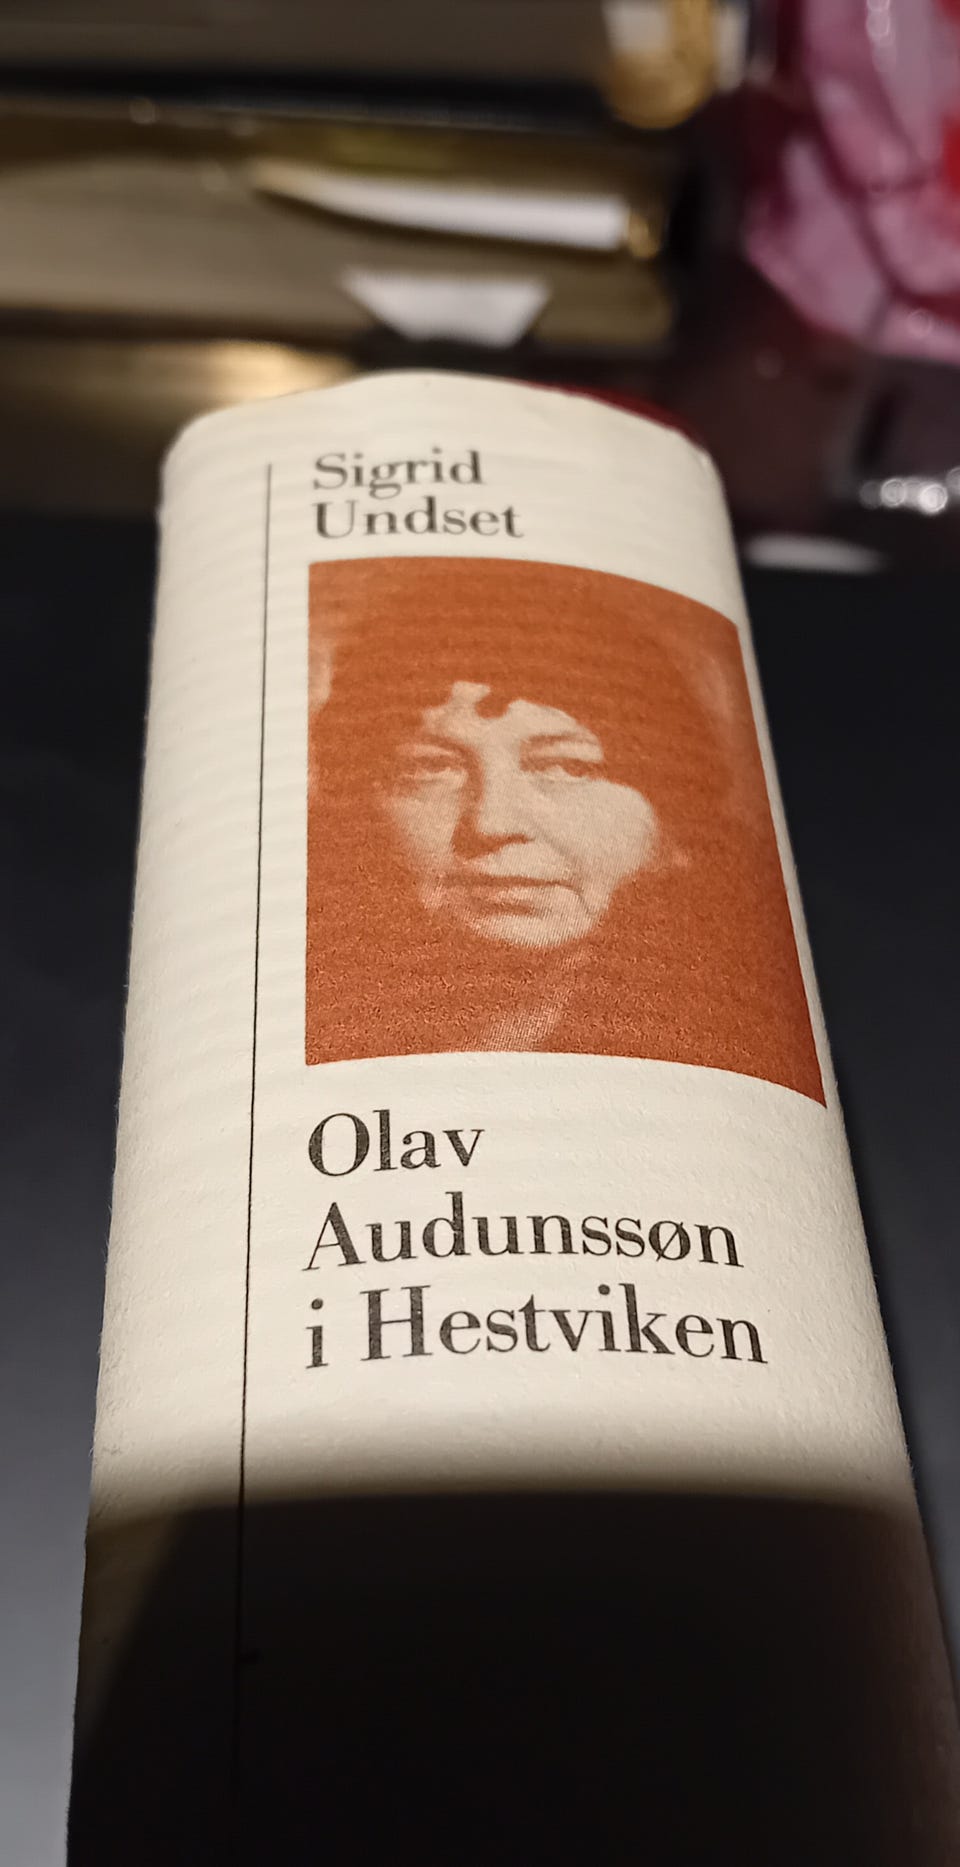 Sigrid
Undset
Olav
Audunssøn
i Hestviken